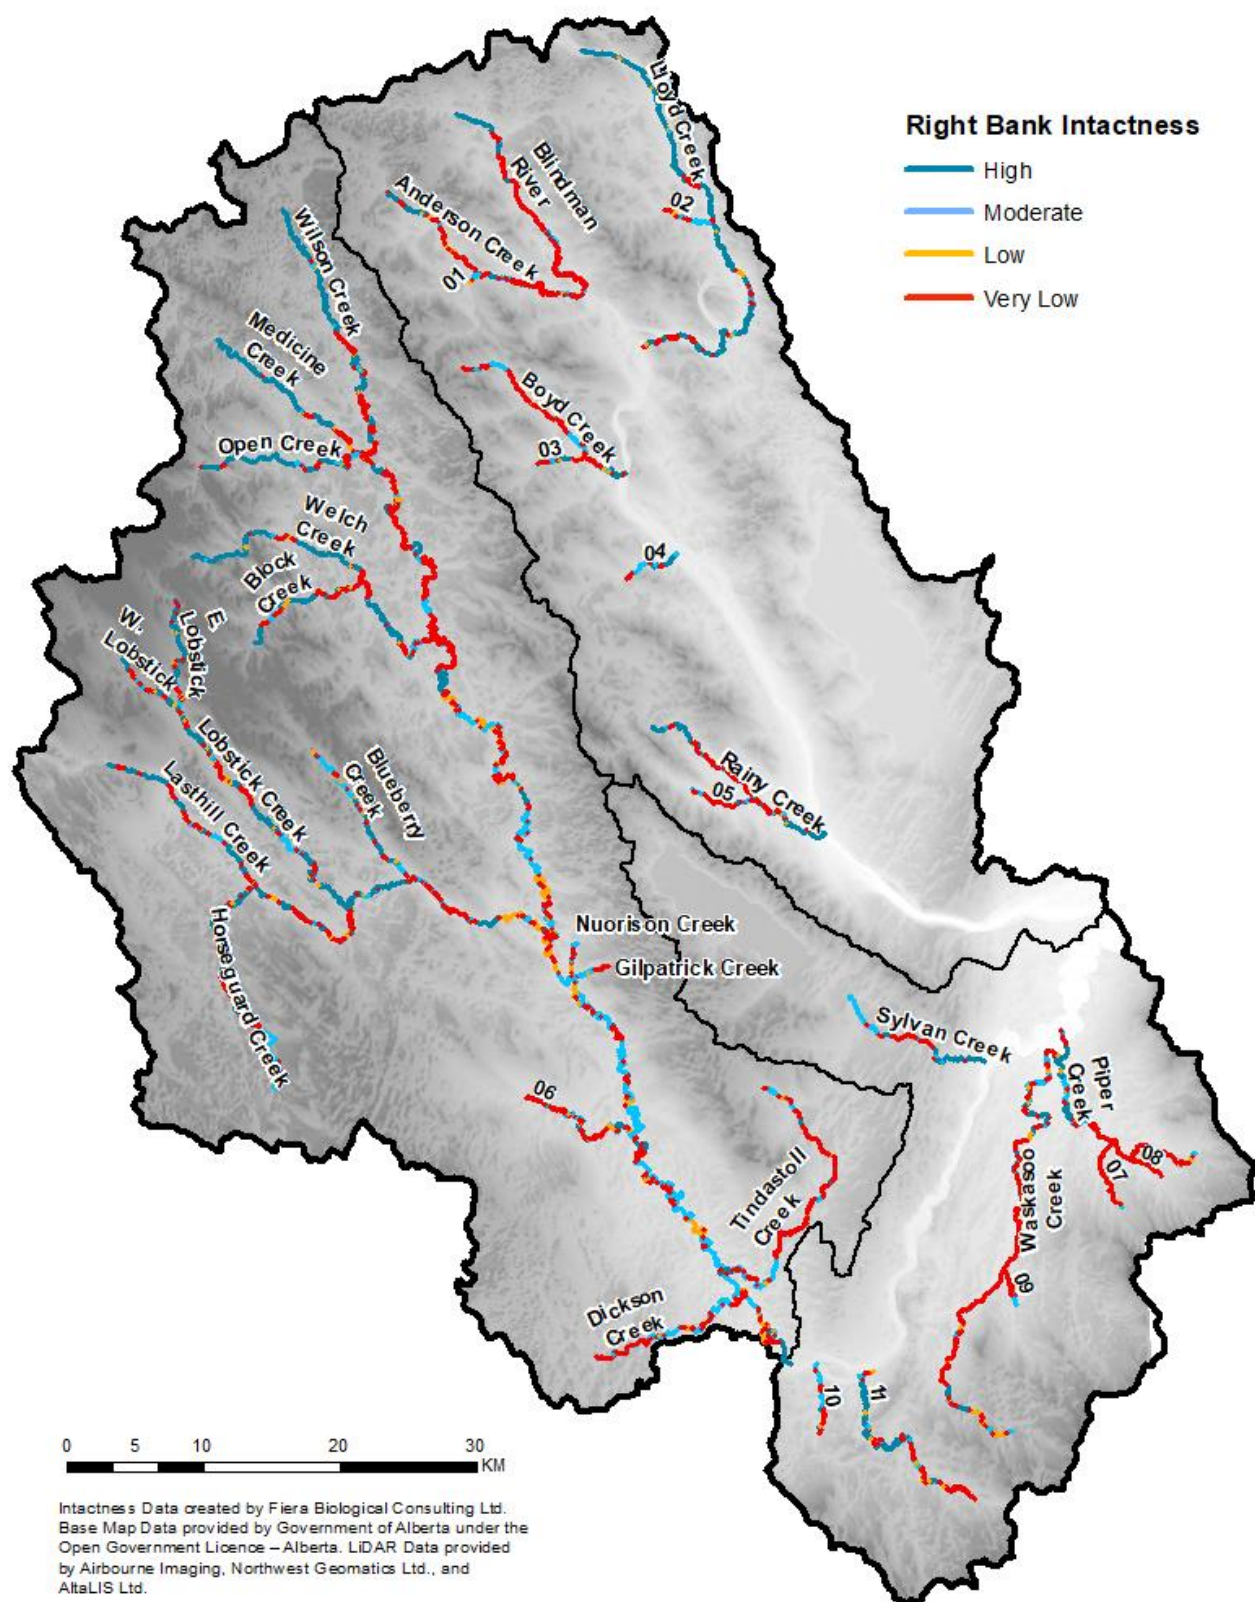 Right Bank Intactness
High
Moderate
Low
Very Low
Lloyd Creek
02
Blindman
River
Anderson Creek
01
Wilson Creek
Medicine
Creek
Open Creek
Boyd Creek
03
Welch
Creek
Block
Creek
04
E.
Lobstick
W.
Lobstick
Lobstick Creek
Lasthill Creek
Blueberry
Creek
Rainy Creek
05
Horseguard Creek
Nuorison Creek
Gilpatrick Creek
Sylvan Creek
Piper
Creek
06
Waskasoo
Creek
07
08
09
Tindastoll
Creek
Dickson
Creek
10
11
0 5 10 20 30
KM
Intactness Data created by Fiera Biological Consulting Ltd.
Base Map Data provided by Government of Alberta under the
Open Government Licence – Alberta. LiDAR Data provided
by Airbourne Imaging, Northwest Geomatics Ltd., and
AltaLIS Ltd.